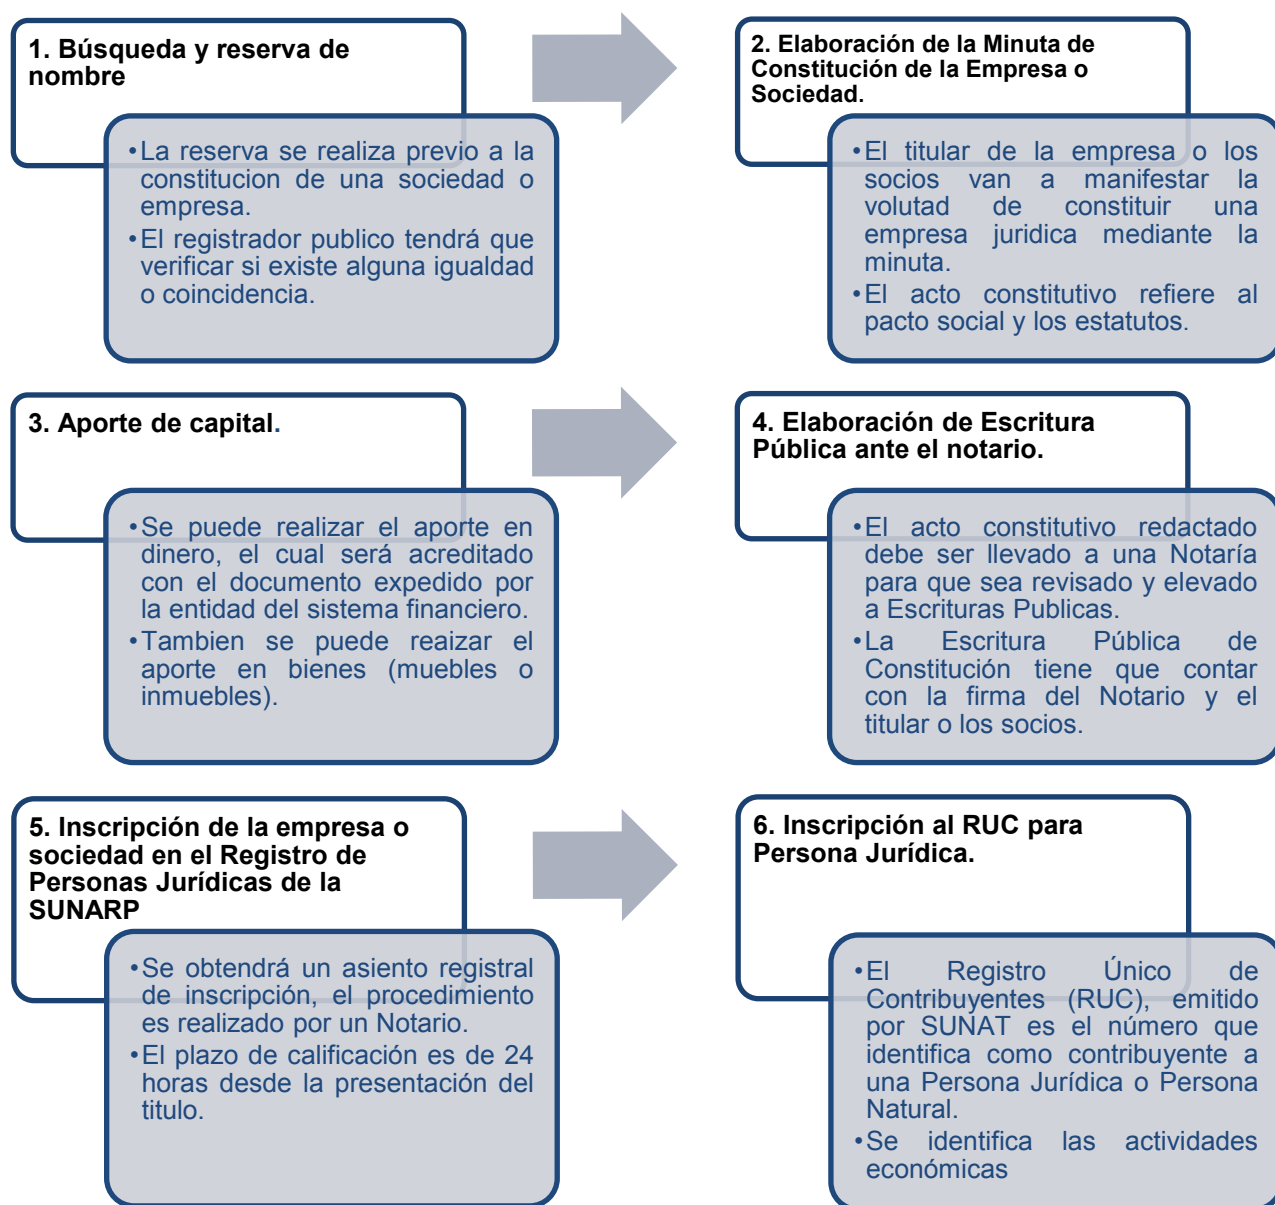 1. Búsqueda y reserva de
nombre
•La reserva se realiza previo a la
constitucion de una sociedad o
empresa.
•El registrador publico tendrá que
verificar si existe alguna igualdad
o coincidencia.
2. Elaboración de la Minuta de
Constitución de la Empresa o
Sociedad.
•El titular de la empresa o los
socios van a manifestar la
volutad de constituir una
empresa juridica mediante la
minuta.
•El acto constitutivo refiere al
pacto social y los estatutos.
3. Aporte de capital.
•Se puede realizar el aporte en
dinero, el cual será acreditado
con el documento expedido por
la entidad del sistema financiero.
•Tambien se puede reaizar el
aporte en bienes (muebles o
inmuebles).
4. Elaboración de Escritura
Pública ante el notario.
•El acto constitutivo redactado
debe ser llevado a una Notaría
para que sea revisado y elevado
a Escrituras Publicas.
•La Escritura Pública de
Constitución tiene que contar
con la firma del Notario y el
titular o los socios.
5. Inscripción de la empresa o
sociedad en el Registro de
Personas Jurídicas de la
SUNARP
•Se obtendrá un asiento registral
de inscripción, el procedimiento
es realizado por un Notario.
•El plazo de calificación es de 24
horas desde la presentación del
titulo.
6. Inscripción al RUC para
Persona Jurídica.
•El Registro Único de
Contribuyentes (RUC), emitido
por SUNAT es el número que
identifica como contribuyente a
una Persona Jurídica o Persona
Natural.
•Se identifica las actividades
económicas